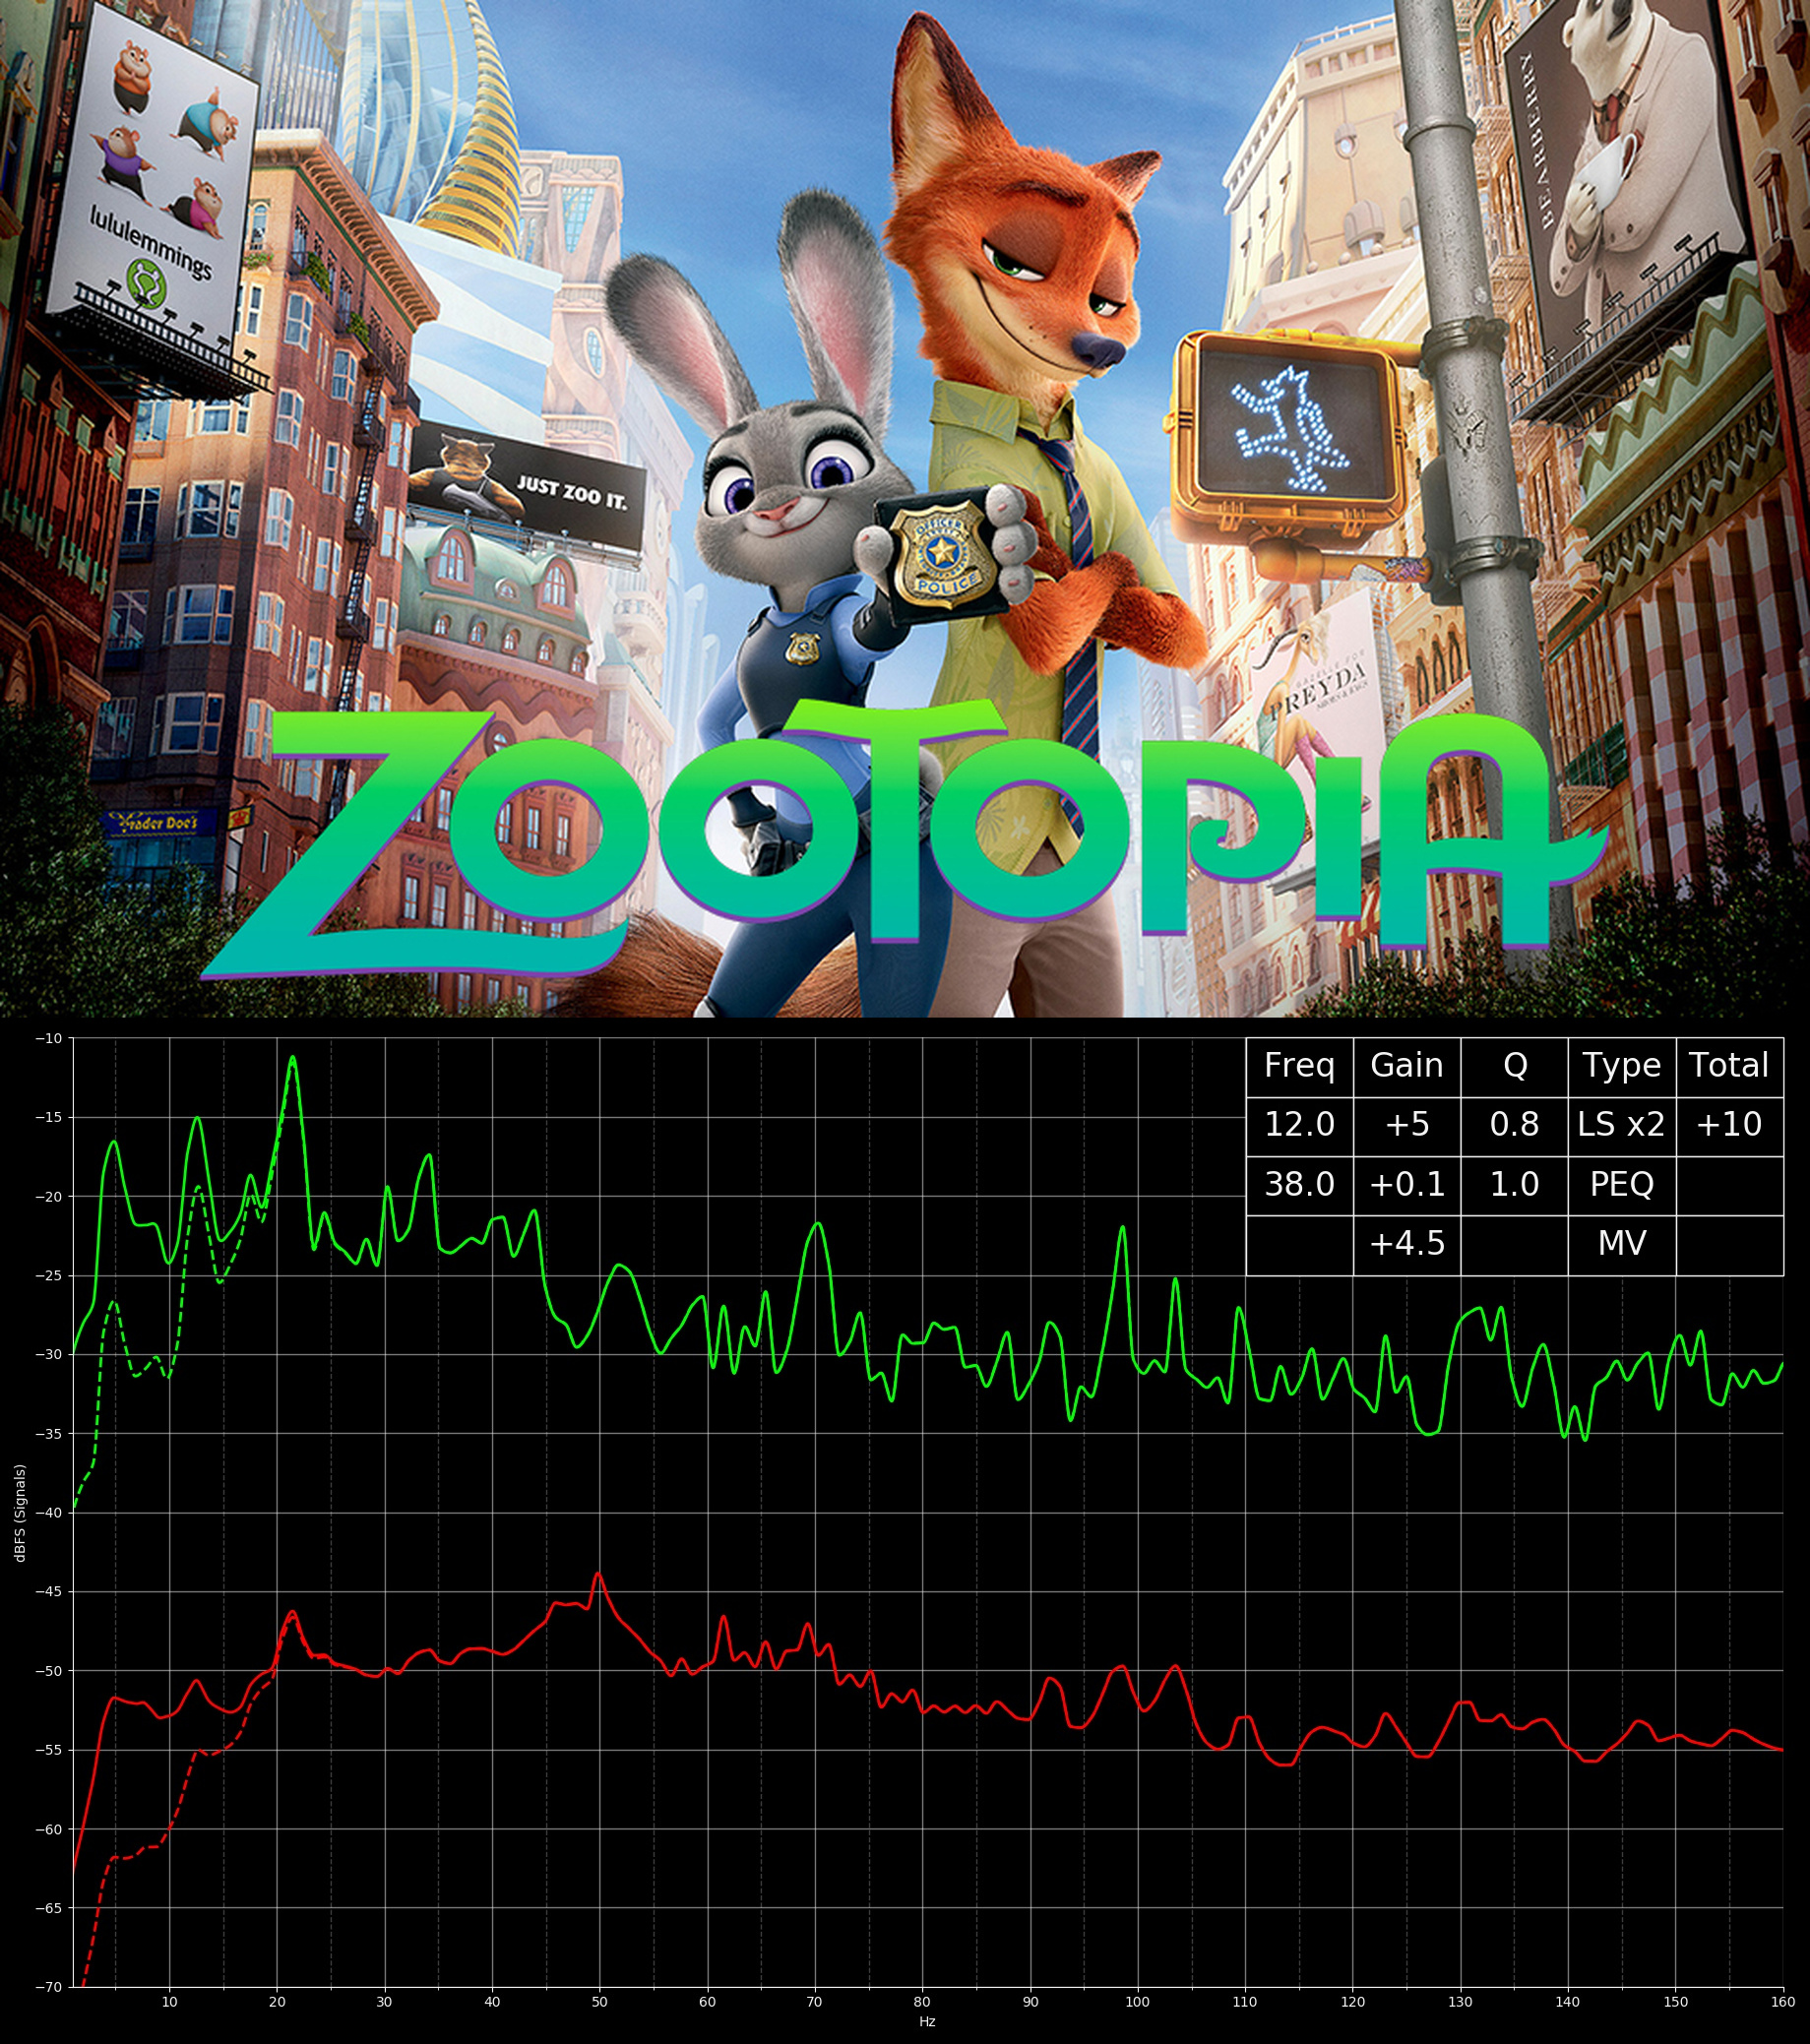 lululemmings
JUST ZOO IT.
BEARBERRY
OFFICER
POLICE
PREYDA
Trader Doe's
ZOOTOPIA
Freq Gain Q Type Total
12.0 +5 0.8 LS x2 +10
38.0 +0.1 1.0 PEQ
+4.5 MV
−10
−15
−20
−25
−30
−35
−40
−45
−50
−55
−60
−65
−70
dBFS (Signals)
10 20 30 40 50 60 70 80 90 100 110 120 130 140 150 160
Hz